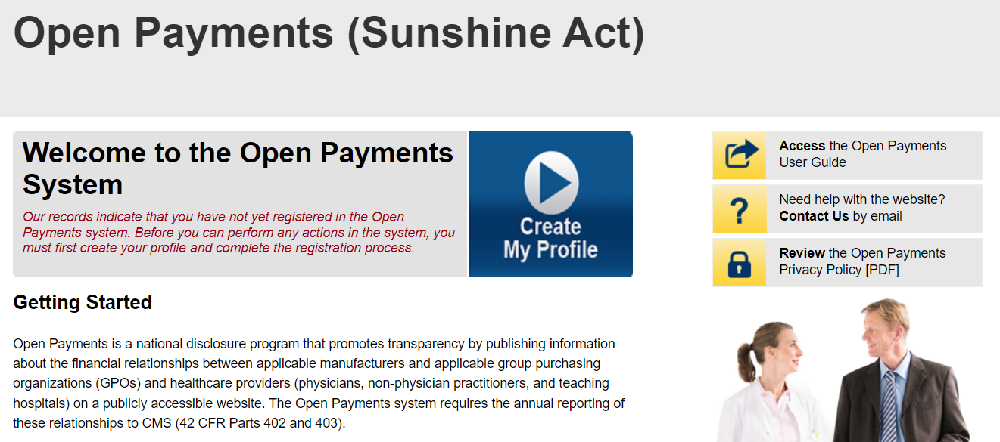 Open Payments (Sunshine Act)
Welcome to the Open Payments
System
Our records indicate that you have not yet registered in the Open
Payments system. Before you can perform any actions in the system, you
must first create your profile and complete the registration process.
Create
My Profile
Getting Started
Open Payments is a national disclosure program that promotes transparency by publishing information
about the financial relationships between applicable manufacturers and applicable group purchasing
organizations (GPOs) and healthcare providers (physicians, non-physician practitioners, and teaching
hospitals) on a publicly accessible website. The Open Payments system requires the annual reporting of
these relationships to CMS (42 CFR Parts 402 and 403).
Access the Open Payments
User Guide
Need help with the website?
Contact Us by email
Review the Open Payments
Privacy Policy [PDF]